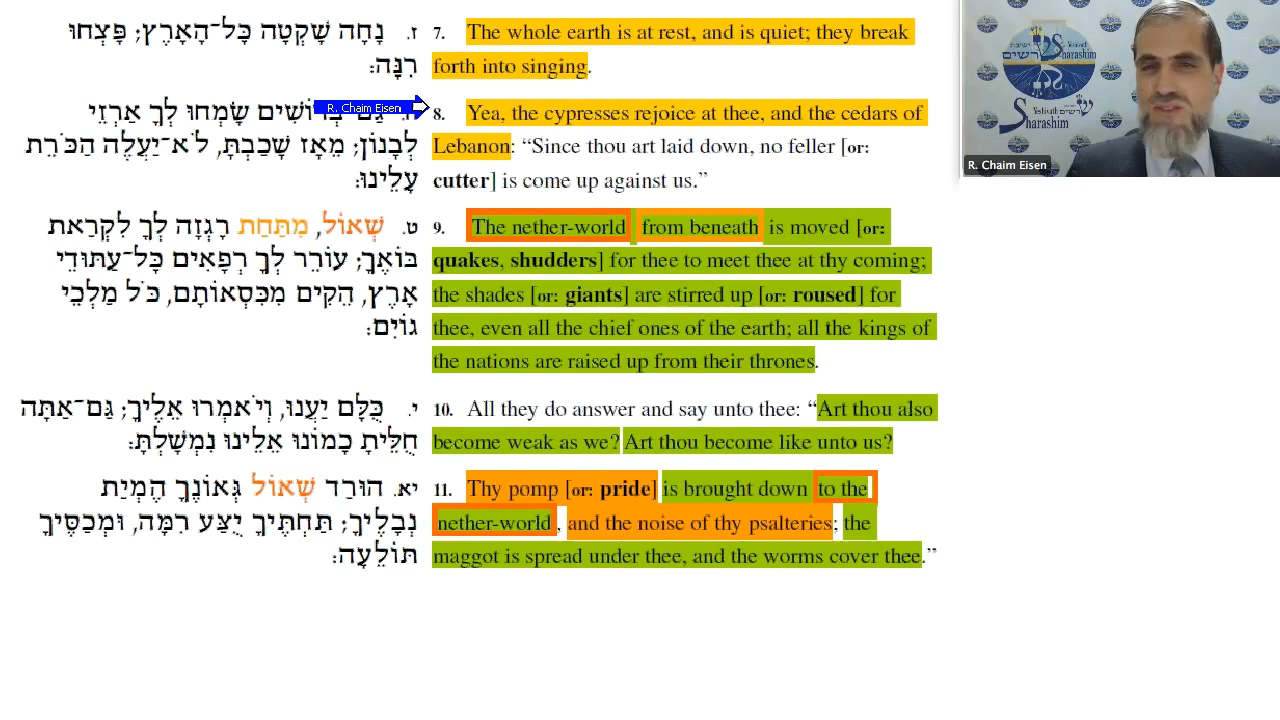 ז. נָחָה שָׁקְטָה כָּל־הָאָרֶץ; פָּצְחוּ
רִנָּה:
שִׂים שָׂמְחוּ לְךָ אַרְזֵי
לְבָנוֹן; מֵאָז שָׁכַבְתָּ, לֹא־יַעֲלֶה הַכֹּרֵת
עָלֵינוּ:
ט. שְׁאוֹל, מִתַּחַת רָגְזָה לְךָ לִקְרַאת
בּוֹאֶךָ; עוֹרֵר לְךָ רְפָאִים כָּל־עַתּוּדֵי
אָרֶץ, הֵקִים מִכִּסְאוֹתָם, כֹּל מַלְכֵי
גוֹיִם:
י. כֻּלָּם יַעֲנוּ, וְיֹאמְרוּ אֵלֶיךָ; גַּם־אַתָּה
חֻלֵּיתָ כָמוֹנוּ אֵלֵינוּ נִמְשָׁלְתָּ:
יא. הוּרַד שְׁאוֹל גְּאוֹנֶךָ הֶמְיַת
נְבָלֶיךָ; תַּחְתֶּיךָ יֻצַּע רִמָּה, וּמְכַסֶּיךָ
תּוֹלֵעָה:
7. The whole earth is at rest, and is quiet; they break
forth into singing.
R. Chaim Eisen
8. Yea, the cypresses rejoice at thee, and the cedars of
Lebanon: “Since thou art laid down, no feller [or:
cutter] is come up against us.”
9. The nether-world from beneath is moved [or:
quakes, shudders] for thee to meet thee at thy coming;
the shades [or: giants] are stirred up [or: roused] for
thee, even all the chief ones of the earth; all the kings of
the nations are raised up from their thrones.
10. All they do answer and say unto thee: “Art thou also
become weak as we? Art thou become like unto us?
11. Thy pomp [or: pride] is brought down to the
nether-world, and the noise of thy psalteries; the
maggot is spread under thee, and the worms cover thee.”
Yeshivath
Sharashim
Yeshivath
Sharashim
R. Chaim Eisen